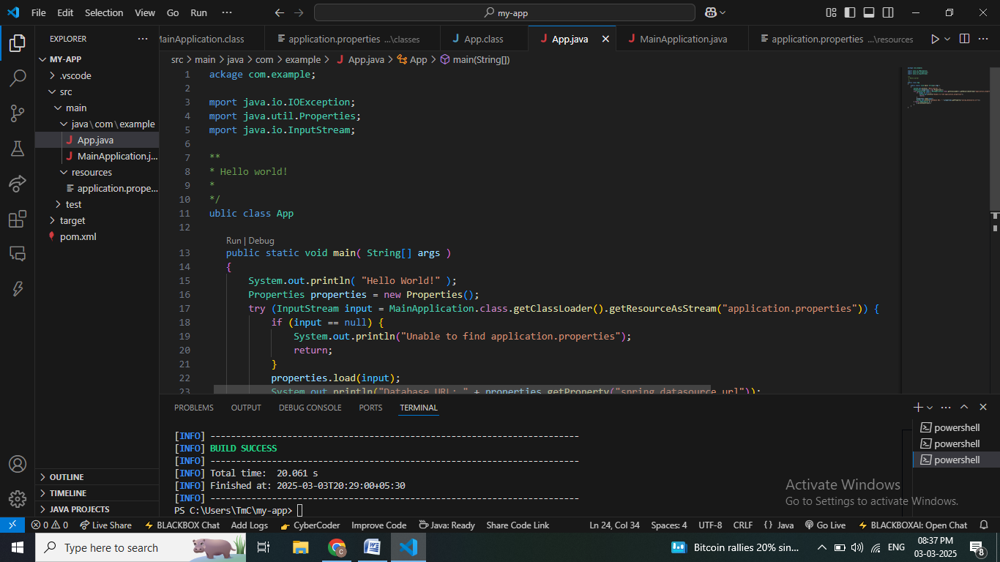 File Edit Selection View Go Run ··· my-app
EXPLORER ···
MainApplication.class application.properties ...\classes App.class App.java MainApplication.java application.properties ...\resources
src > main > java > com > example > App.java > App > main(String[])
MY-APP
.vscode
src
main
java\com\example
App.java
MainApplication.j...
resources
application.prope...
test
target
pom.xml
OUTLINE
TIMELINE
JAVA PROJECTS
1 ackage com.example;
2
3 mport java.io.IOException;
4 mport java.util.Properties;
5 mport java.io.InputStream;
6
7 **
8 * Hello world!
9 *
10 */
11 ublic class App
12
Run | Debug
13 public static void main( String[] args )
14 {
15 System.out.println( "Hello World!" );
16 Properties properties = new Properties();
17 try (InputStream input = MainApplication.class.getClassLoader().getResourceAsStream("application.properties")) {
18 if (input == null) {
19 System.out.println("Unable to find application.properties");
20 return;
21 }
22 properties.load(input);
23 System.out.println("Database URL: " + properties.getProperty("spring.datasource.url"));
PROBLEMS OUTPUT DEBUG CONSOLE PORTS TERMINAL
[INFO] ------------------------------------------------------------------------
[INFO] BUILD SUCCESS
[INFO] ------------------------------------------------------------------------
[INFO] Total time:  20.061 s
[INFO] Finished at: 2025-03-03T20:29:00+05:30
[INFO] ------------------------------------------------------------------------
PS C:\Users\TmC\my-app>
powershell
powershell
powershell
Activate Windows
Go to Settings to activate Windows.
0 0 Live Share BLACKBOX Chat Add Logs CyberCoder Improve Code Java: Ready Share Code Link Ln 24, Col 34 Spaces: 4 UTF-8 CRLF {} Java Go Live BLACKBOXAI: Open Chat
Type here to search Bitcoin rallies 20% sin... ENG 08:37 PM
03-03-2025 8